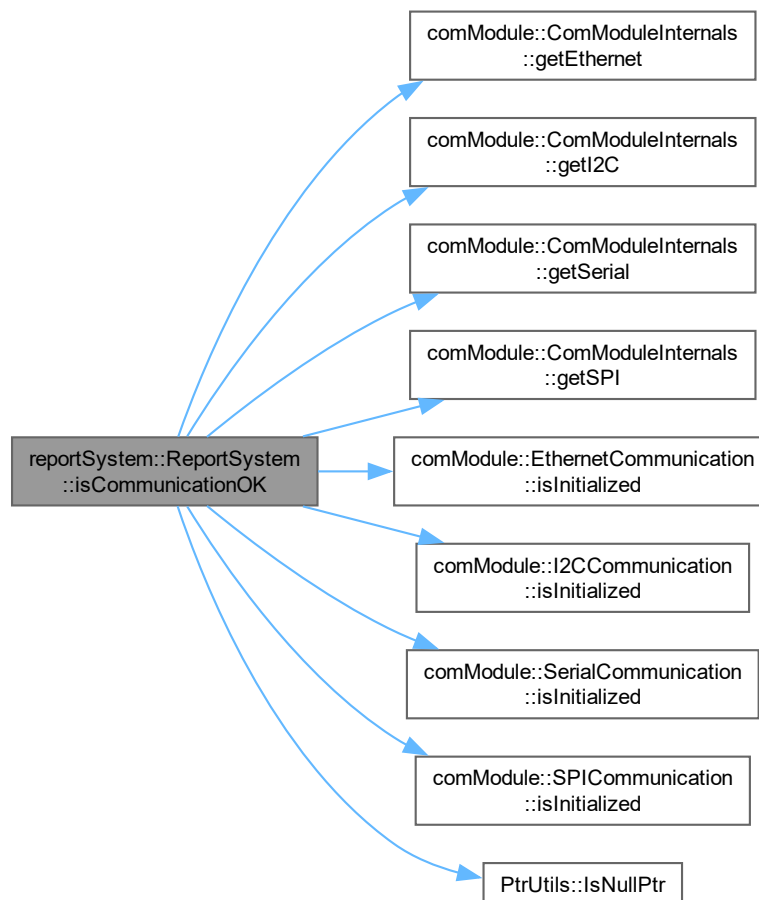 comModule::ComModuleInternals
::getEthernet
comModule::ComModuleInternals
::getI2C
comModule::ComModuleInternals
::getSerial
comModule::ComModuleInternals
::getSPI
reportSystem::ReportSystem
::isCommunicationOK
comModule::EthernetCommunication
::isInitialized
comModule::I2CCommunication
::isInitialized
comModule::SerialCommunication
::isInitialized
comModule::SPICommunication
::isInitialized
PtrUtils::IsNullPtr